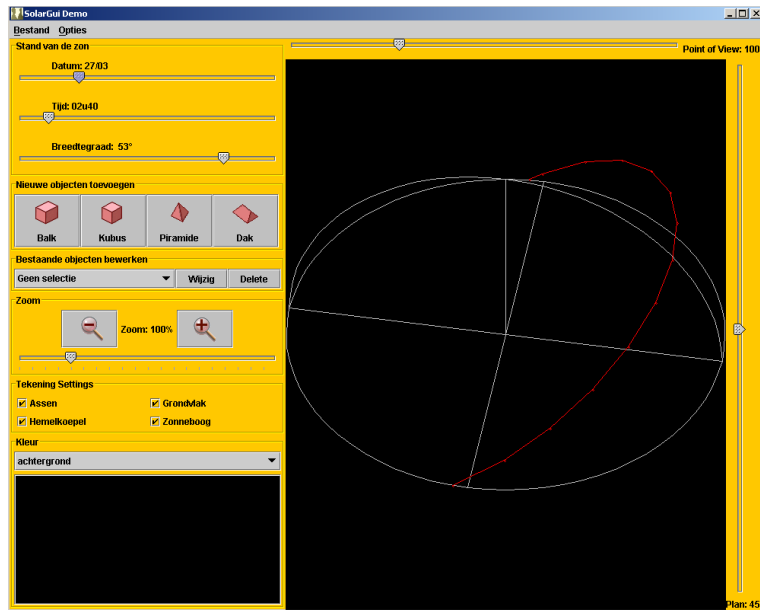 SolarGui Demo
Bestand Opties
Stand van de zon
Point of View: 100
Datum: 27/03
Tijd: 02u40
Breedtegraad: 53°
Nieuwe objecten toevoegen
Balk Kubus Piramide Dak
Bestaande objecten bewerken
Geen selectie Wijzig Delete
Zoom
Zoom: 100%
Tekening Settings
Assen Grondvlak
Hemelkoepel Zonneboog
Kleur
achtergrond
Plan: 45